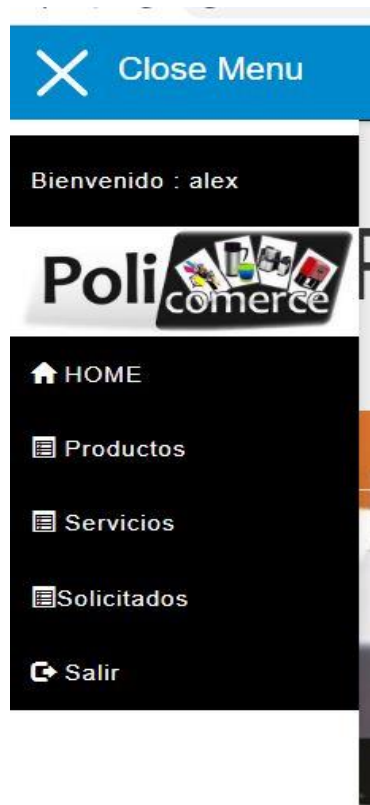 Close Menu
Bienvenido : alex
Poli comerce
HOME
Productos
Servicios
Solicitados
Salir